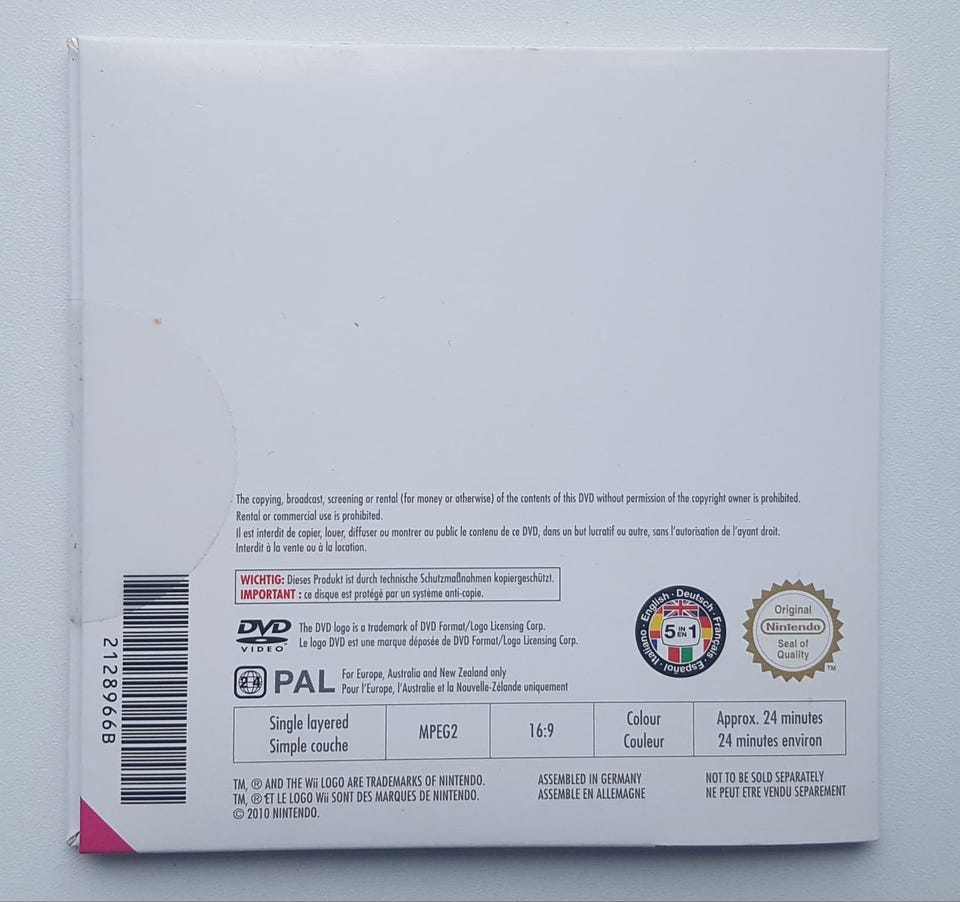 The copying, broadcast, screening or rental (for money or otherwise) of the contents of this DVD without permission of the copyright owner is prohibited.
Rental or commercial use is prohibited.
Il est interdit de copier, louer, diffuser ou montrer au public le contenu de ce DVD, dans un but lucratif ou autre, sans l'autorisation de l'ayant droit.
Interdit à la vente ou à la location.
WICHTIG: Dieses Produkt ist durch technische Schutzmaßnahmen kopiergeschützt.
IMPORTANT : ce disque est protégé par un système anti-copie.
DVD
VIDEO
The DVD logo is a trademark of DVD Format/Logo Licensing Corp.
Le logo DVD est une marque déposée de DVD Format/Logo Licensing Corp.
2 4
PAL
For Europe, Australia and New Zealand only
Pour l'Europe, l'Australie et la Nouvelle-Zélande uniquement
English · Deutsch · Français · Español · Italiano ·
5 IN EN 1
Original
Nintendo
Seal of
Quality
TM
Single layered
Simple couche
MPEG2
16:9
Colour
Couleur
Approx. 24 minutes
24 minutes environ
TM, ® AND THE Wii LOGO ARE TRADEMARKS OF NINTENDO.
TM, ® ET LE LOGO Wii SONT DES MARQUES DE NINTENDO.
© 2010 NINTENDO.
ASSEMBLED IN GERMANY
ASSEMBLE EN ALLEMAGNE
NOT TO BE SOLD SEPARATELY
NE PEUT ETRE VENDU SEPAREMENT
2128966B